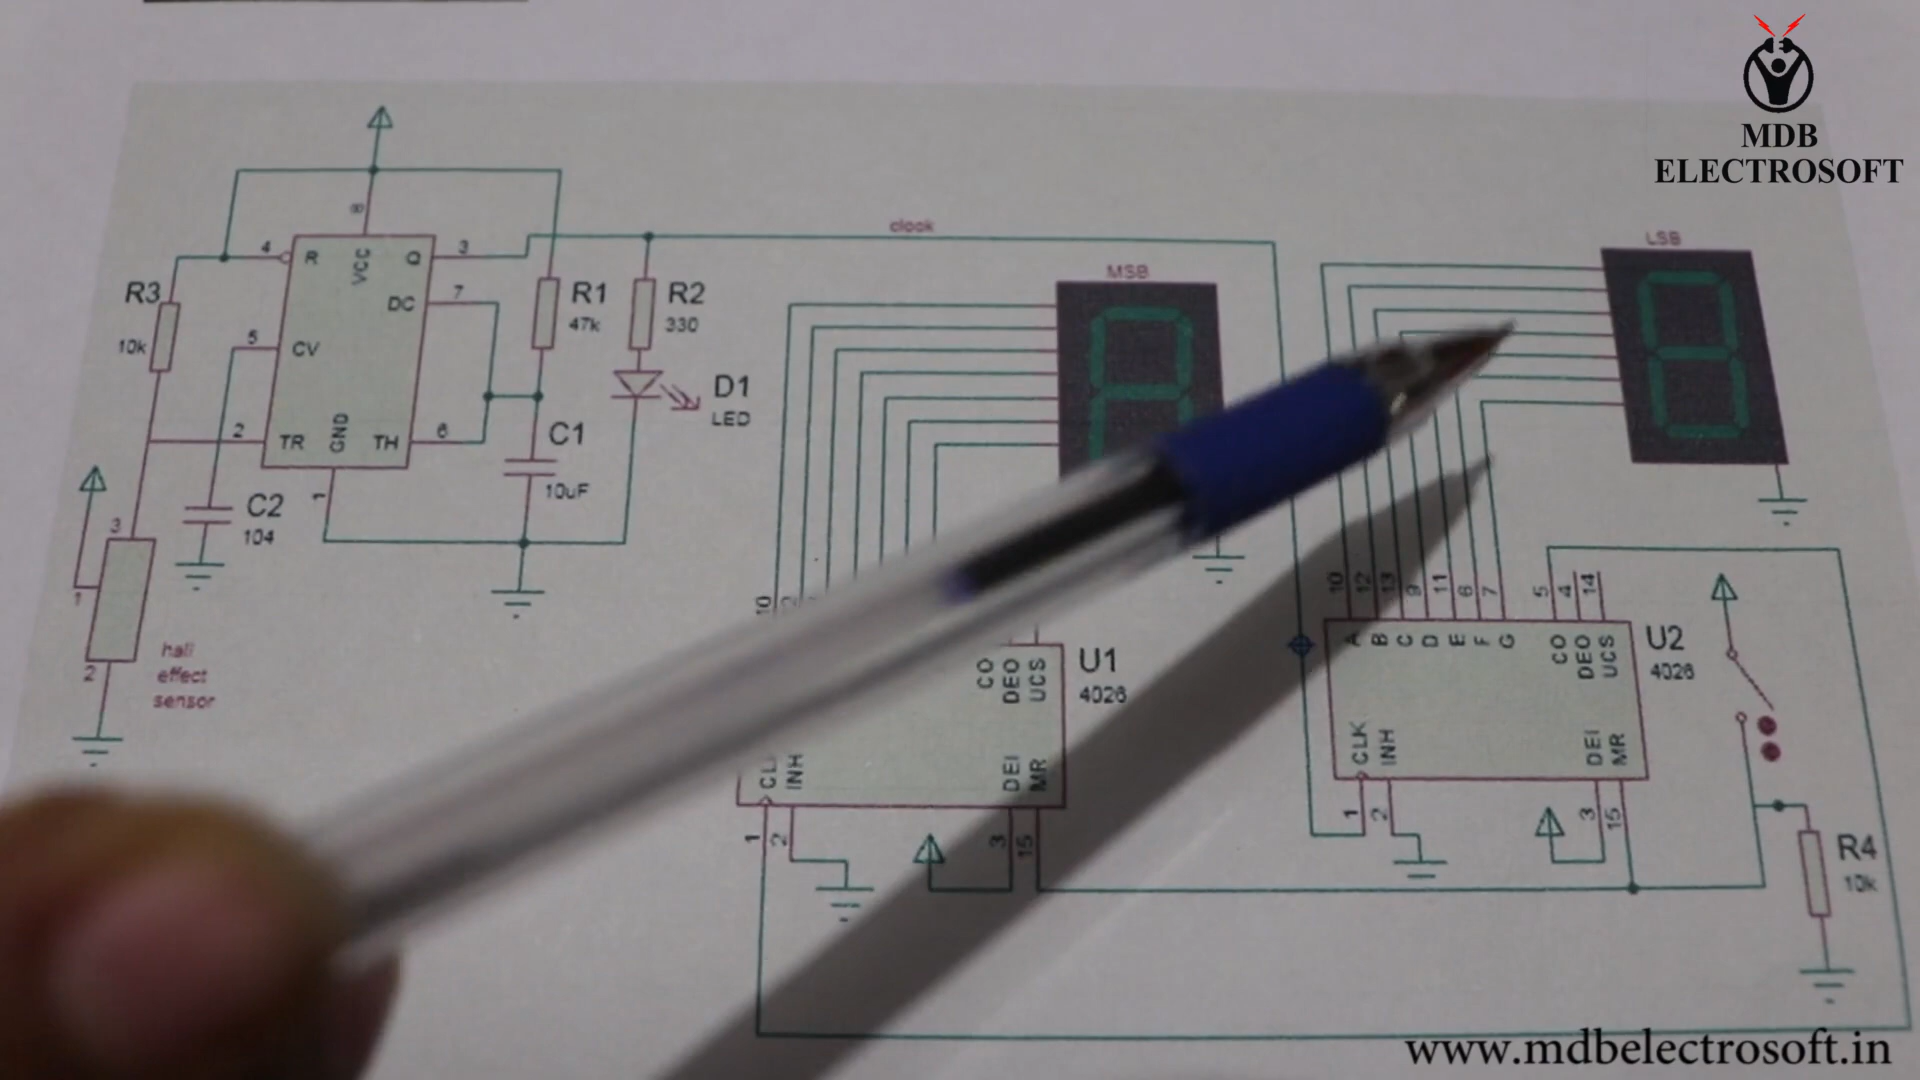 MDB
ELECTROSOFT
clook
LSB
MSB
8
4
R
VCC
Q
3
R3
10k
DC
7
R1
47k
R2
330
5
CV
D1
LED
2
TR
GND
TH
6
C1
10uF
1
C2
104
3
1
2
hall
effect
sensor
10
CO
DEO
UCS
U1
4026
INH
DEI
MR
1
2
3
15
10
12
13
9
11
6
7
5
4
14
A
B
C
D
E
F
G
CO
DEO
UCS
U2
4026
CLK
INH
DEI
MR
1
2
3
15
R4
10k
www.mdbelectrosoft.in